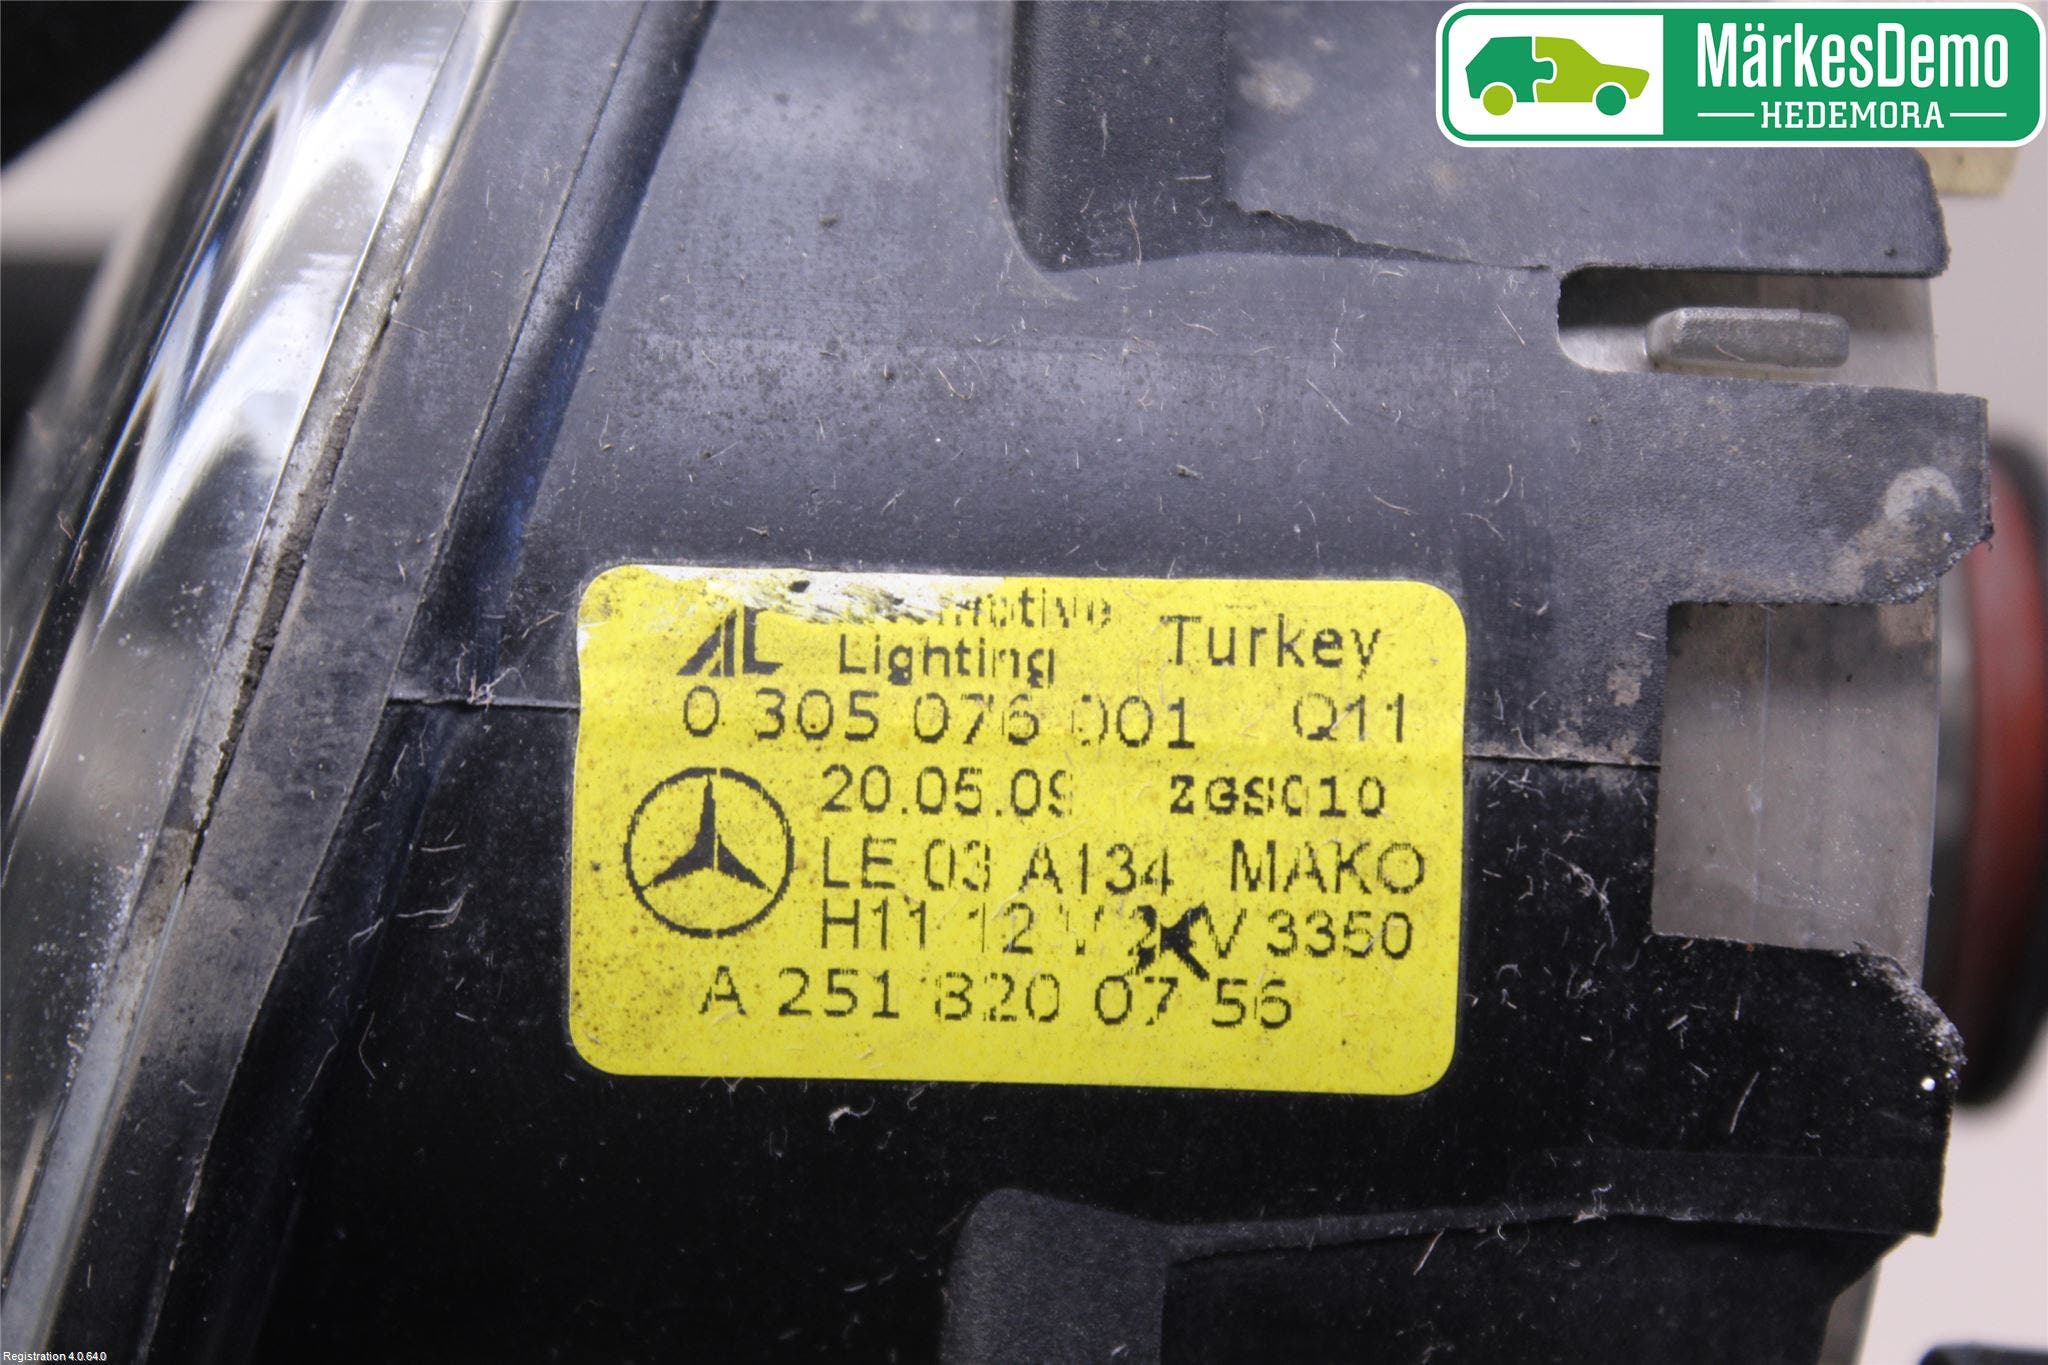 MärkesDemo
HEDEMORA
Lighting Turkey
0 305 076 001 Q11
20.05.09 ZGS010
LE 03 A134 MAKO
H11 12 V 3350
A 251 820 07 56
Registration 4.0.64.0